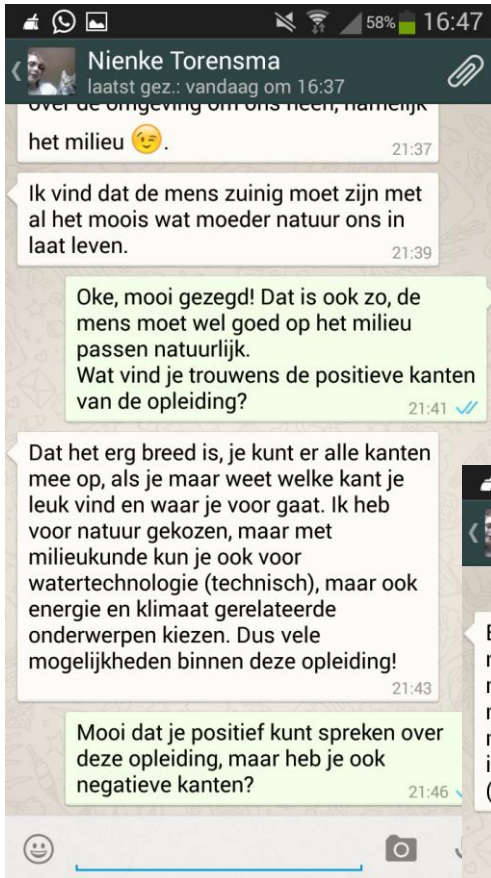 58% 16:47
Nienke Torensma
laatst gez.: vandaag om 16:37
over de omgeving om ons heen, namelijk
het milieu 😉.
21:37
Ik vind dat de mens zuinig moet zijn met
al het moois wat moeder natuur ons in
laat leven.
21:39
Oke, mooi gezegd! Dat is ook zo, de
mens moet wel goed op het milieu
passen natuurlijk.
Wat vind je trouwens de positieve kanten
van de opleiding?
21:41
Dat het erg breed is, je kunt er alle kanten
mee op, als je maar weet welke kant je
leuk vind en waar je voor gaat. Ik heb
voor natuur gekozen, maar met
milieukunde kun je ook voor
watertechnologie (technisch), maar ook
energie en klimaat gerelateerde
onderwerpen kiezen. Dus vele
mogelijkheden binnen deze opleiding!
21:43
Mooi dat je positief kunt spreken over
deze opleiding, maar heb je ook
negatieve kanten?
21:46